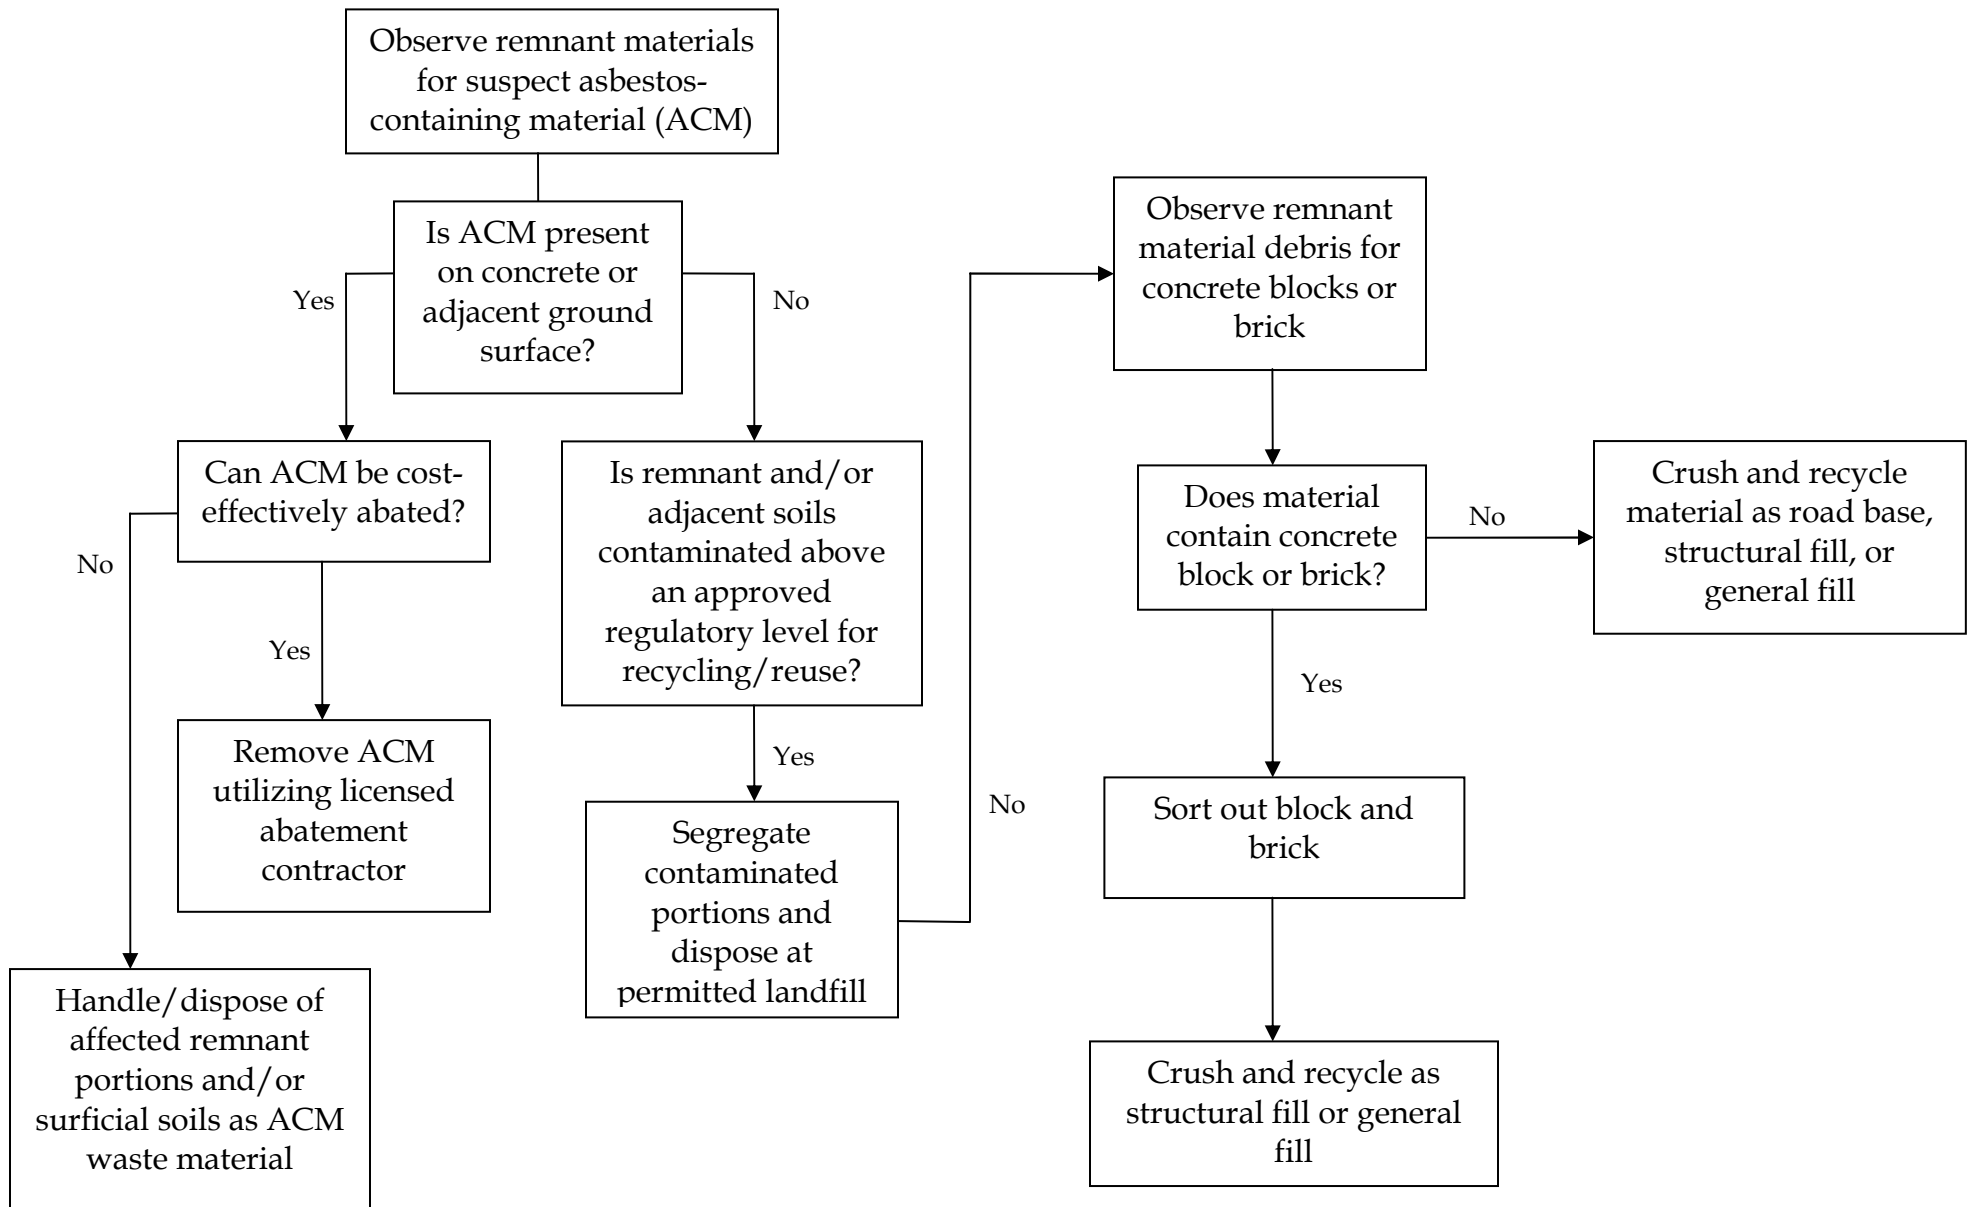 Observe remnant materials
for suspect asbestos-
containing material (ACM)
Is ACM present
on concrete or
adjacent ground
surface?
Yes
No
Can ACM be cost-
effectively abated?
No
Yes
Remove ACM
utilizing licensed
abatement
contractor
Handle/dispose of
affected remnant
portions and/or
surficial soils as ACM
waste material
Is remnant and/or
adjacent soils
contaminated above
an approved
regulatory level for
recycling/reuse?
Yes
Segregate
contaminated
portions and
dispose at
permitted landfill
No
Observe remnant
material debris for
concrete blocks or
brick
Does material
contain concrete
block or brick?
No
Crush and recycle
material as road base,
structural fill, or
general fill
Yes
Sort out block and
brick
Crush and recycle as
structural fill or general
fill